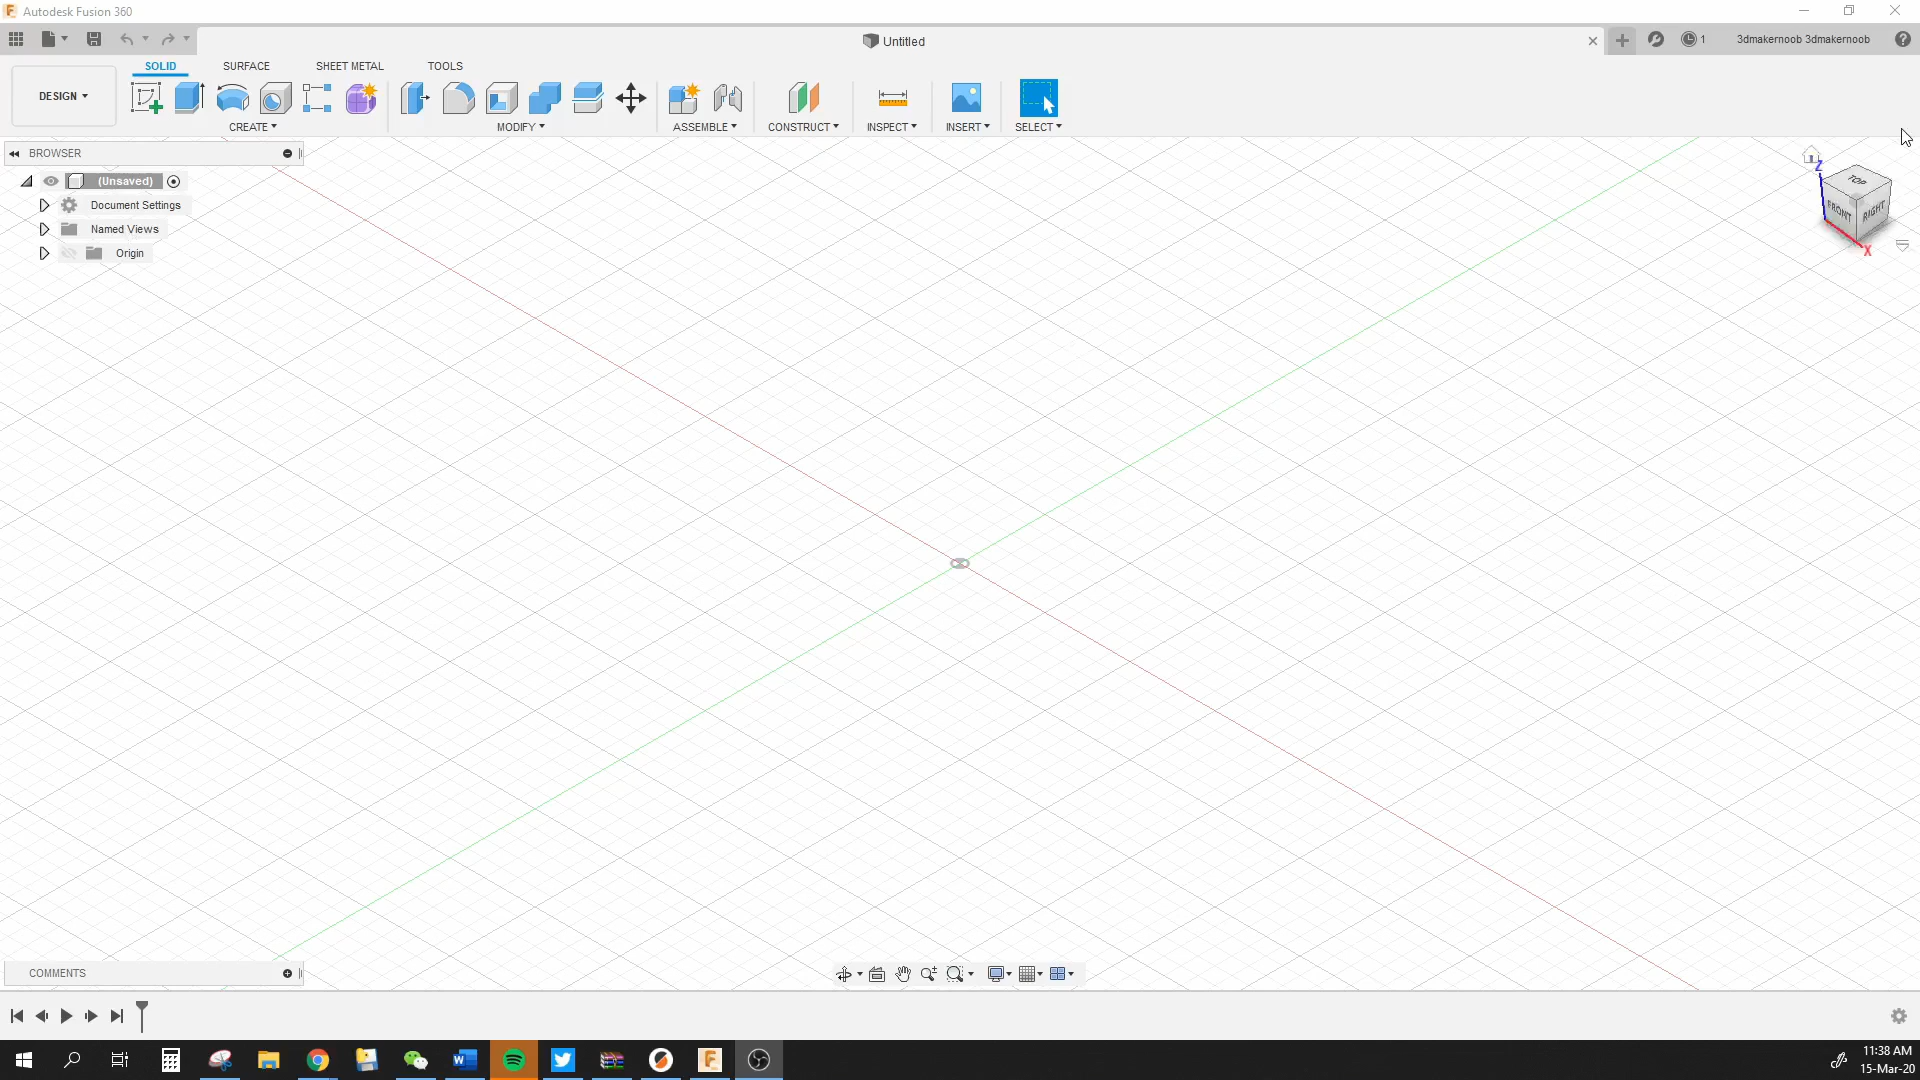 Autodesk Fusion 360
Untitled
1
3dmakernoob 3dmakernoob
SOLID
SURFACE
SHEET METAL
TOOLS
DESIGN
CREATE
MODIFY
ASSEMBLE
CONSTRUCT
INSPECT
INSERT
SELECT
BROWSER
(Unsaved)
Document Settings
Named Views
Origin
Z
TOP
FRONT
RIGHT
X
COMMENTS
11:38 AM
15-Mar-20